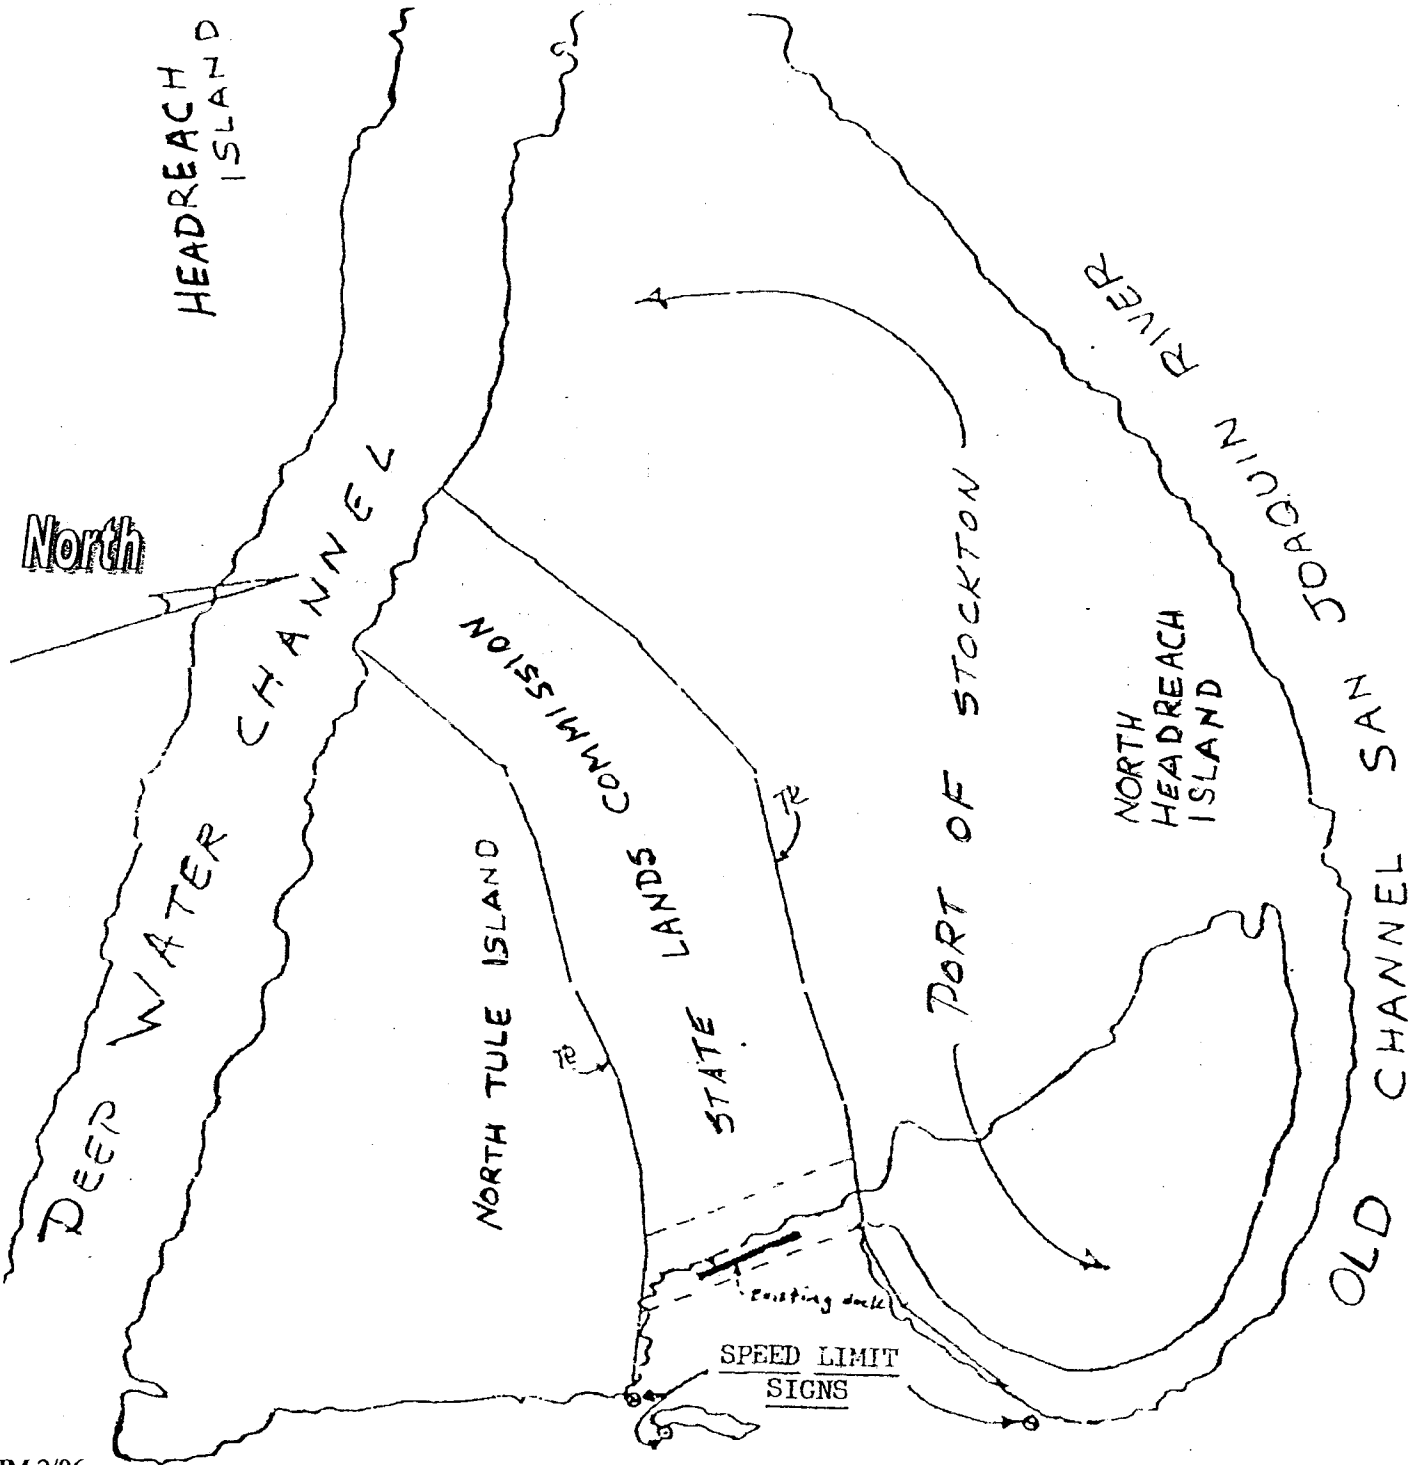 HEADREACH
ISLAND
North
DEEP WATER CHANNEL
STATE LANDS COMMISSION
NORTH TULE ISLAND
PORT OF STOCKTON
NORTH
HEADREACH
ISLAND
OLD CHANNEL SAN JOAQUIN RIVER
Existing dock
SPEED LIMIT
SIGNS